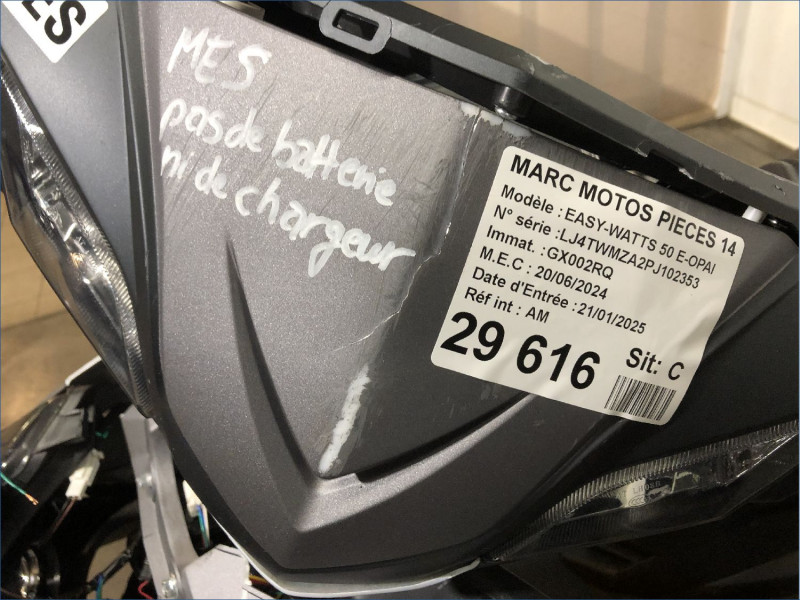 ES
MES
pas de batterie
ni de chargeur
MARC MOTOS PIECES 14
Modèle : EASY-WATTS 50 E-OPAI
N° série :LJ4TWMZA2PJ102353
Immat. :GX002RQ
M.E.C : 20/06/2024
Date d'Entrée :21/01/2025
Réf int : AM
29 616 Sit: C